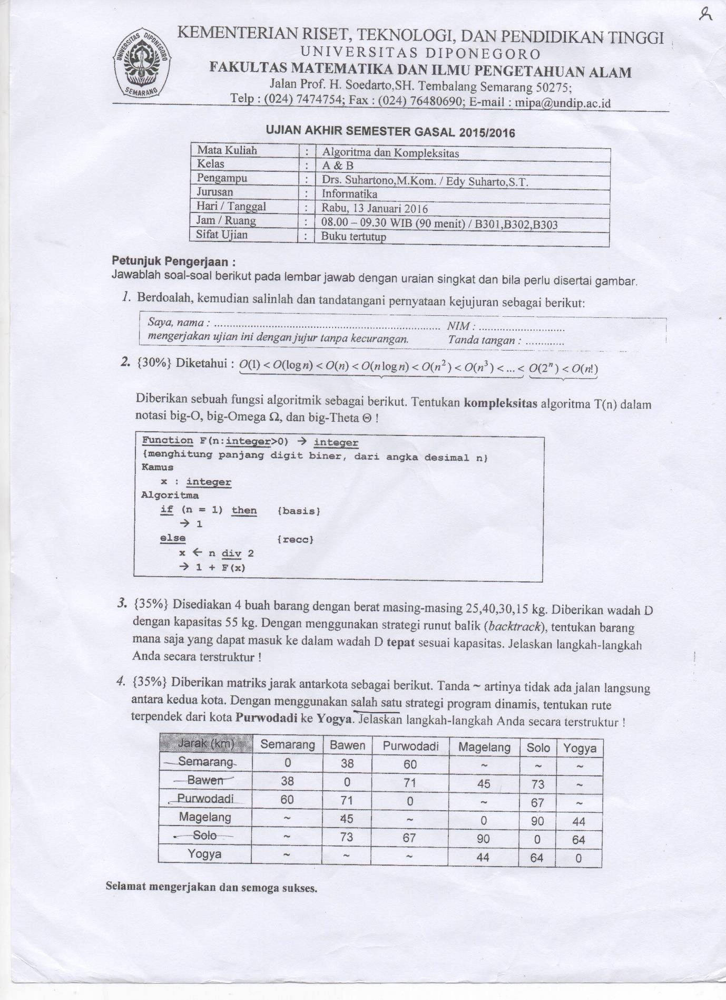 KEMENTERIAN RISET, TEKNOLOGI, DAN PENDIDIKAN TINGGI
UNIVERSITAS DIPONEGORO
FAKULTAS MATEMATIKA DAN ILMU PENGETAHUAN ALAM
Jalan Prof. H. Soedarto,SH. Tembalang Semarang 50275;
Telp : (024) 7474754; Fax : (024) 76480690; E-mail : mipa@undip.ac.id
UNIVERSITAS DIPONEGORO
SEMARANG
UJIAN AKHIR SEMESTER GASAL 2015/2016
Mata Kuliah : Algoritma dan Kompleksitas
Kelas : A & B
Pengampu : Drs. Suhartono,M.Kom. / Edy Suharto,S.T.
Jurusan : Informatika
Hari / Tanggal : Rabu, 13 Januari 2016
Jam / Ruang : 08.00 – 09.30 WIB (90 menit) / B301,B302,B303
Sifat Ujian : Buku tertutup
Petunjuk Pengerjaan :
Jawablah soal-soal berikut pada lembar jawab dengan uraian singkat dan bila perlu disertai gambar.
1. Berdoalah, kemudian salinlah dan tandatangani pernyataan kejujuran sebagai berikut:
Saya, nama : ........................................................................... NIM : ............................
mengerjakan ujian ini dengan jujur tanpa kecurangan. Tanda tangan : .............
2. {30%} Diketahui : O(1) < O(log n) < O(n) < O(n log n) < O(n²) < O(n³) < ... < O(2ⁿ) < O(n!)
Diberikan sebuah fungsi algoritmik sebagai berikut. Tentukan kompleksitas algoritma T(n) dalam
notasi big-O, big-Omega Ω, dan big-Theta Θ !
Function F(n:integer>0) → integer
{menghitung panjang digit biner, dari angka desimal n}
Kamus
x : integer
Algoritma
if (n = 1) then {basis}
→ 1
else {recc}
x ← n div 2
→ 1 + F(x)
3. {35%} Disediakan 4 buah barang dengan berat masing-masing 25,40,30,15 kg. Diberikan wadah D
dengan kapasitas 55 kg. Dengan menggunakan strategi runut balik (backtrack), tentukan barang
mana saja yang dapat masuk ke dalam wadah D tepat sesuai kapasitas. Jelaskan langkah-langkah
Anda secara terstruktur !
4. {35%} Diberikan matriks jarak antarkota sebagai berikut. Tanda ~ artinya tidak ada jalan langsung
antara kedua kota. Dengan menggunakan salah satu strategi program dinamis, tentukan rute
terpendek dari kota Purwodadi ke Yogya. Jelaskan langkah-langkah Anda secara terstruktur !
Jarak (km) Semarang Bawen Purwodadi Magelang Solo Yogya
Semarang 0 38 60 ~ ~ ~
Bawen 38 0 71 45 73 ~
Purwodadi 60 71 0 ~ 67 ~
Magelang ~ 45 ~ 0 90 44
Solo ~ 73 67 90 0 64
Yogya ~ ~ ~ 44 64 0
Selamat mengerjakan dan semoga sukses.